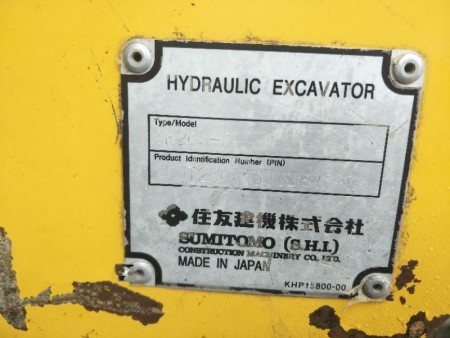 HYDRAULIC EXCAVATOR
Type/Model
Product Identification Number (PIN)
住友建機株式会社
SUMITOMO (S.H.I.)
CONSTRUCTION MACHINERY CO., LTD.
MADE IN JAPAN
KHP15800-00